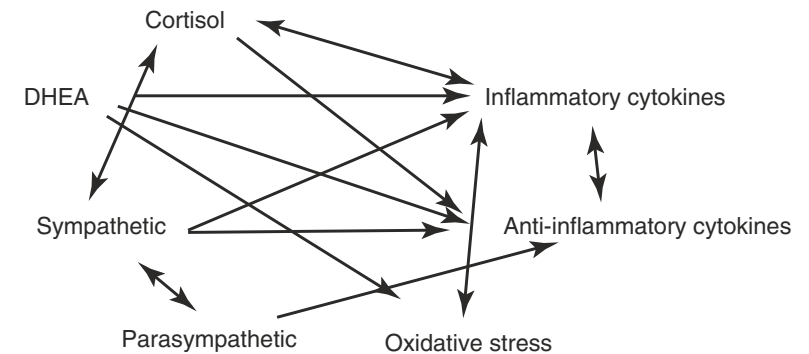 Cortisol
DHEA
Inflammatory cytokines
Sympathetic
Anti-inflammatory cytokines
Parasympathetic
Oxidative stress